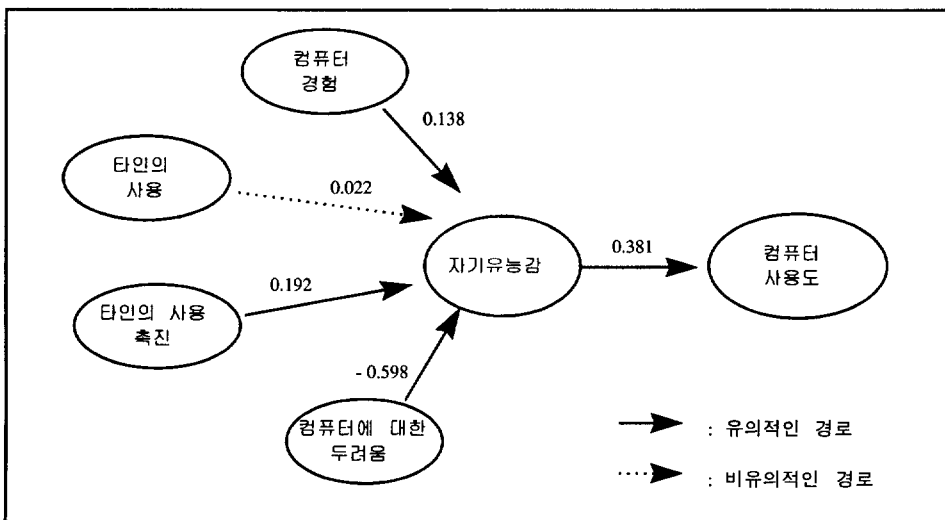 컴퓨터
경험
0.138
타인의
사용
0.022
자기유능감
0.381
컴퓨터
사용도
0.192
타인의 사용
촉진
- 0.598
컴퓨터에 대한
두려움
: 유의적인 경로
: 비유의적인 경로